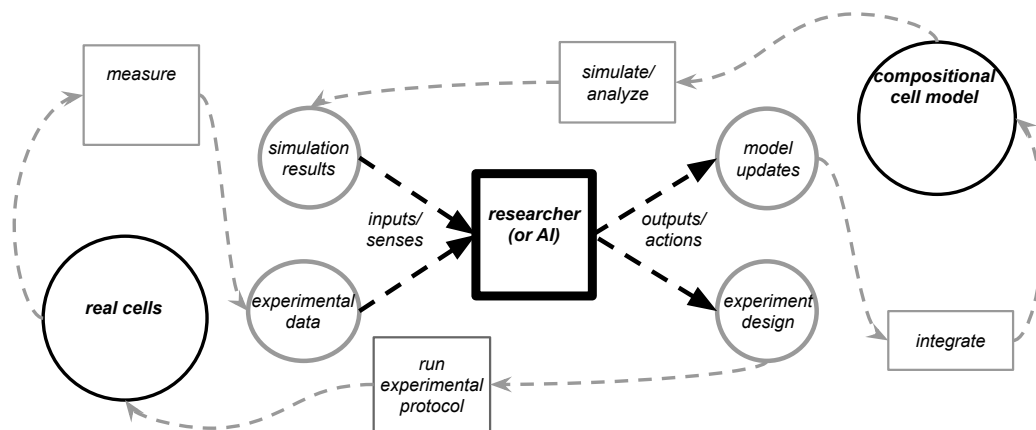 measure
simulate/
analyze
compositional
cell model
simulation
results
model
updates
inputs/
senses
researcher
(or AI)
outputs/
actions
real cells
experimental
data
experiment
design
integrate
run
experimental
protocol